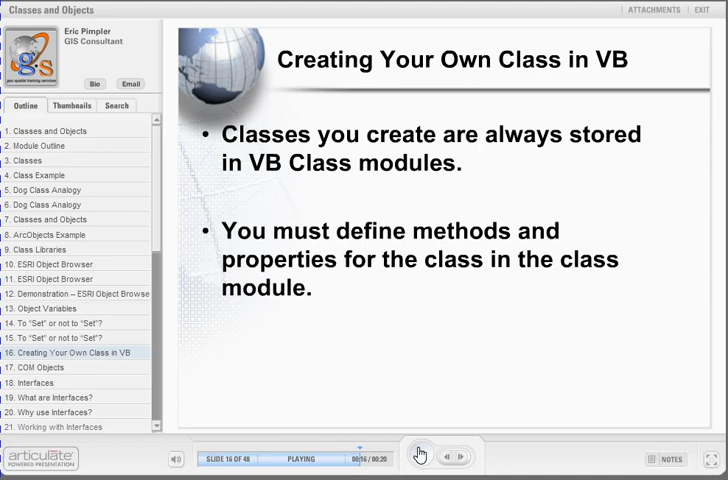 Classes and Objects
ATTACHMENTS
EXIT
Eric Pimpler
GIS Consultant
g.s
geo spatial training services
Bio
Email
Outline
Thumbnails
Search
1. Classes and Objects
2. Module Outline
3. Classes
4. Class Example
5. Dog Class Analogy
6. Dog Class Analogy
7. Classes and Objects
8. ArcObjects Example
9. Class Libraries
10. ESRI Object Browser
11. ESRI Object Browser
12. Demonstration – ESRI Object Browse
13. Object Variables
14. To "Set" or not to "Set"?
15. To "Set" or not to "Set"?
16. Creating Your Own Class in VB
17. COM Objects
18. Interfaces
19. What are Interfaces?
20. Why use Interfaces?
21. Working with Interfaces
Creating Your Own Class in VB
• Classes you create are always stored
in VB Class modules.
• You must define methods and
properties for the class in the class
module.
articulate
POWERED PRESENTATION
SLIDE 16 OF 48
PLAYING
00:16 / 00:20
NOTES